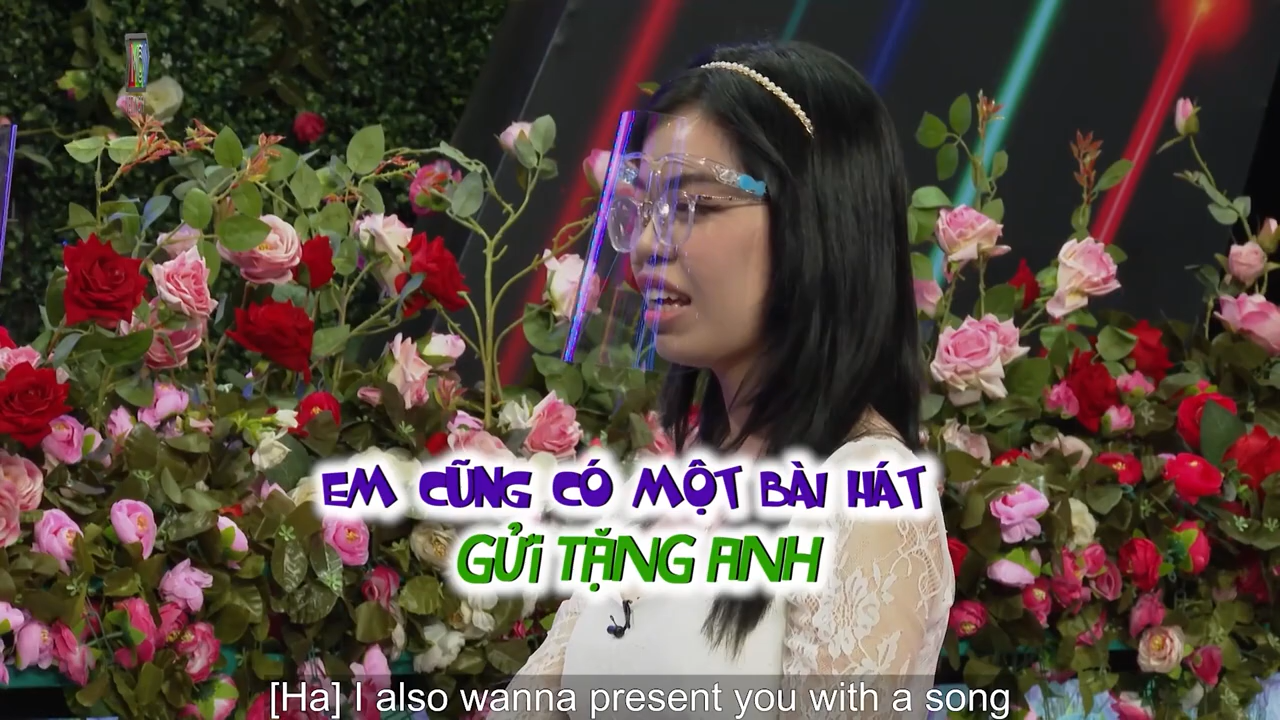 EM CŨNG CÓ MỘT BÀI HÁT
GỬI TẶNG ANH
[Ha] I also wanna present you with a song